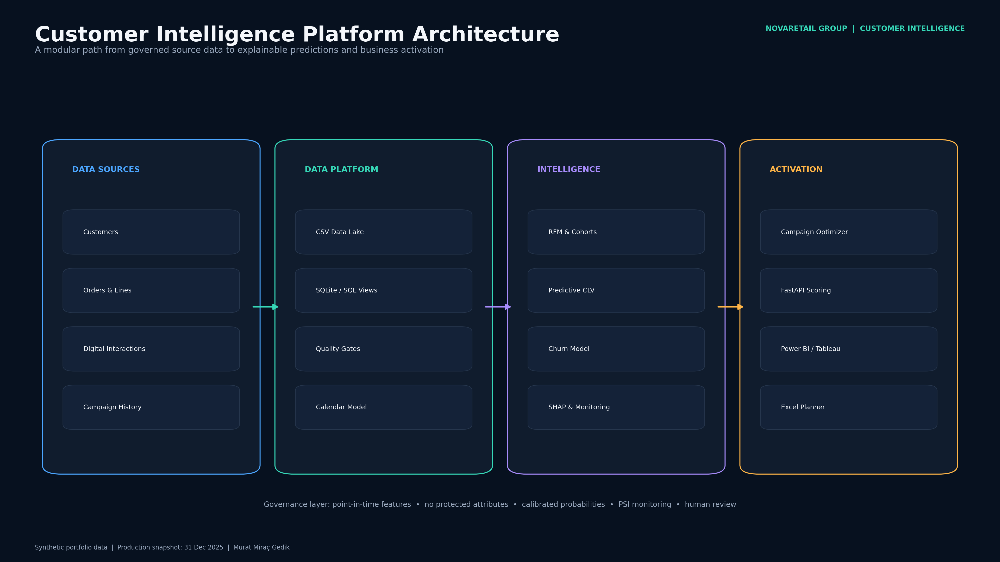 Customer Intelligence Platform Architecture
NOVARETAIL GROUP | CUSTOMER INTELLIGENCE
A modular path from governed source data to explainable predictions and business activation
DATA SOURCES
Customers
Orders & Lines
Digital Interactions
Campaign History
DATA PLATFORM
CSV Data Lake
SQLite / SQL Views
Quality Gates
Calendar Model
INTELLIGENCE
RFM & Cohorts
Predictive CLV
Churn Model
SHAP & Monitoring
ACTIVATION
Campaign Optimizer
FastAPI Scoring
Power BI / Tableau
Excel Planner
Governance layer: point-in-time features • no protected attributes • calibrated probabilities • PSI monitoring • human review
Synthetic portfolio data | Production snapshot: 31 Dec 2025 | Murat Miraç Gedik